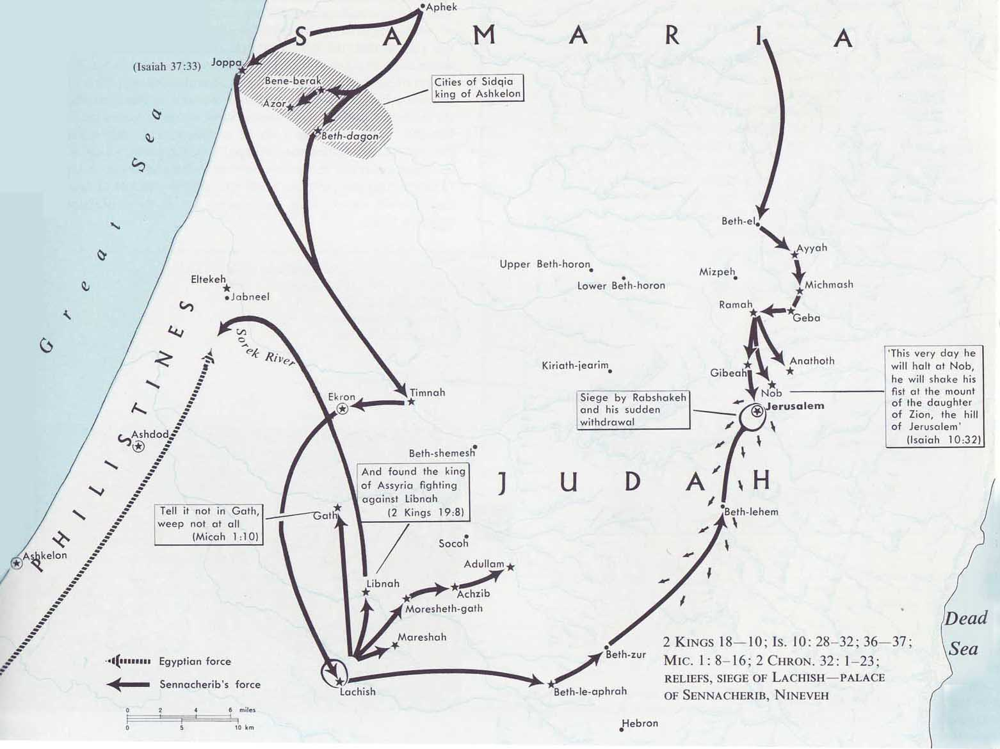 Aphek
S A M A R I A
(Isaiah 37:33)
Joppa
Bene-berak
Azor
Beth-dagon
Cities of Sidqia
king of Ashkelon
Great Sea
Beth-el
Ayyah
Upper Beth-horon
Lower Beth-horon
Mizpeh
Michmash
Eltekeh
Jabneel
Ramah
Geba
Sorek River
Kiriath-jearim
Gibeah
Anathoth
Nob
'This very day he
will halt at Nob,
he will shake his
fist at the mount
of the daughter
of Zion, the hill
of Jerusalem'
(Isaiah 10:32)
Ekron
Timnah
Siege by Rabshakeh
and his sudden
withdrawal
Jerusalem
PHILISTINES
Ashdod
Beth-shemesh
And found the king
of Assyria fighting
against Libnah
(2 Kings 19:8)
J U D A H
Tell it not in Gath,
weep not at all
(Micah 1:10)
Gath
Beth-lehem
Socoh
Ashkelon
Adullam
Libnah
Achzib
Moresheth-gath
Mareshah
Dead
Sea
2 KINGS 18—10; IS. 10: 28–32; 36—37;
MIC. 1: 8–16; 2 CHRON. 32: 1–23;
RELIEFS, SIEGE OF LACHISH—PALACE
OF SENNACHERIB, NINEVEH
Beth-zur
Egyptian force
Sennacherib's force
Lachish
Beth-le-aphrah
0 2 4 6 miles
0 5 10 km
Hebron